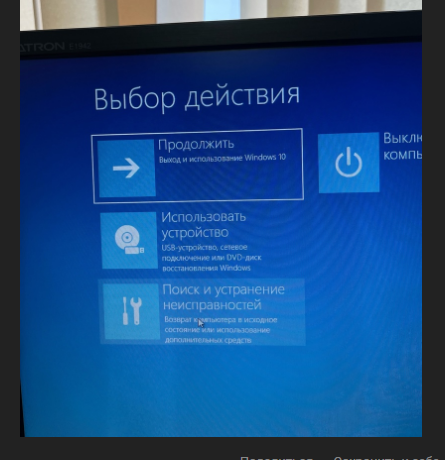 Выбор действия
Продолжить
Выход и использование Windows 10
Выклю
компь
Использовать
устройство
USB-устройство, сетевое
подключение или DVD-диск
восстановления Windows
Поиск и устранение
неисправностей
Возврат компьютера в исходное
состояние или использование
дополнительных средств